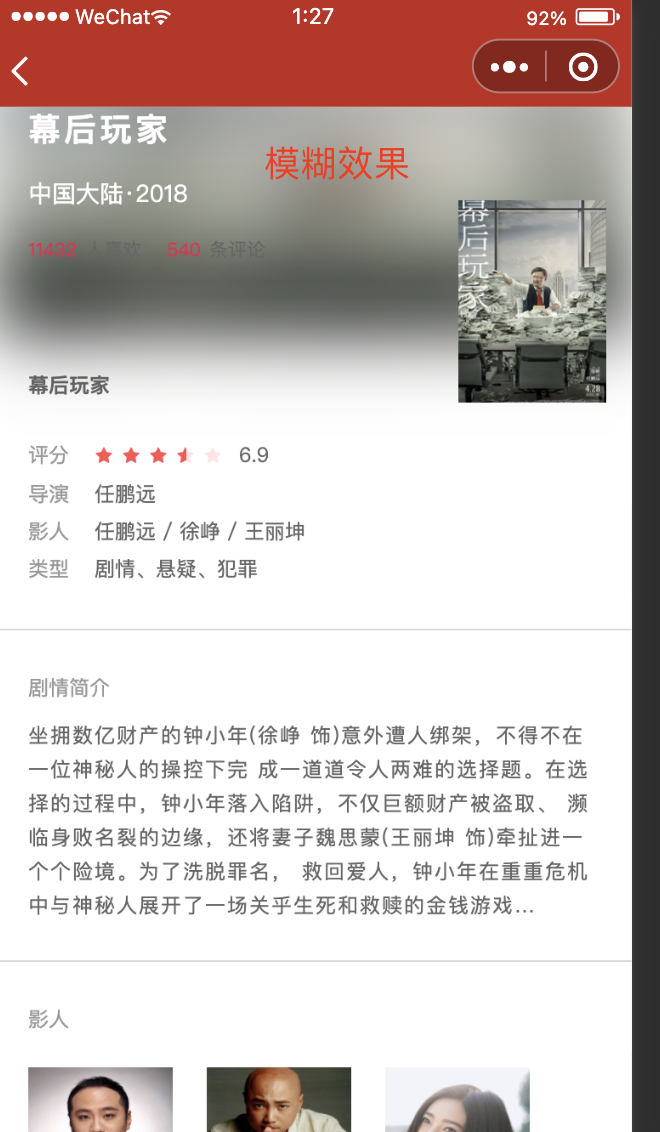 WeChat 1:27 92%
幕后玩家
模糊效果
中国大陆·2018
11432 人喜欢 540 条评论
幕后玩家
4.28
幕后玩家
评分 6.9
导演 任鹏远
影人 任鹏远 / 徐峥 / 王丽坤
类型 剧情、悬疑、犯罪
剧情简介
坐拥数亿财产的钟小年(徐峥 饰)意外遭人绑架，不得不在
一位神秘人的操控下完 成一道道令人两难的选择题。在选
择的过程中，钟小年落入陷阱，不仅巨额财产被盗取、 濒
临身败名裂的边缘，还将妻子魏思蒙(王丽坤 饰)牵扯进一
个个险境。为了洗脱罪名， 救回爱人，钟小年在重重危机
中与神秘人展开了一场关乎生死和救赎的金钱游戏...
影人